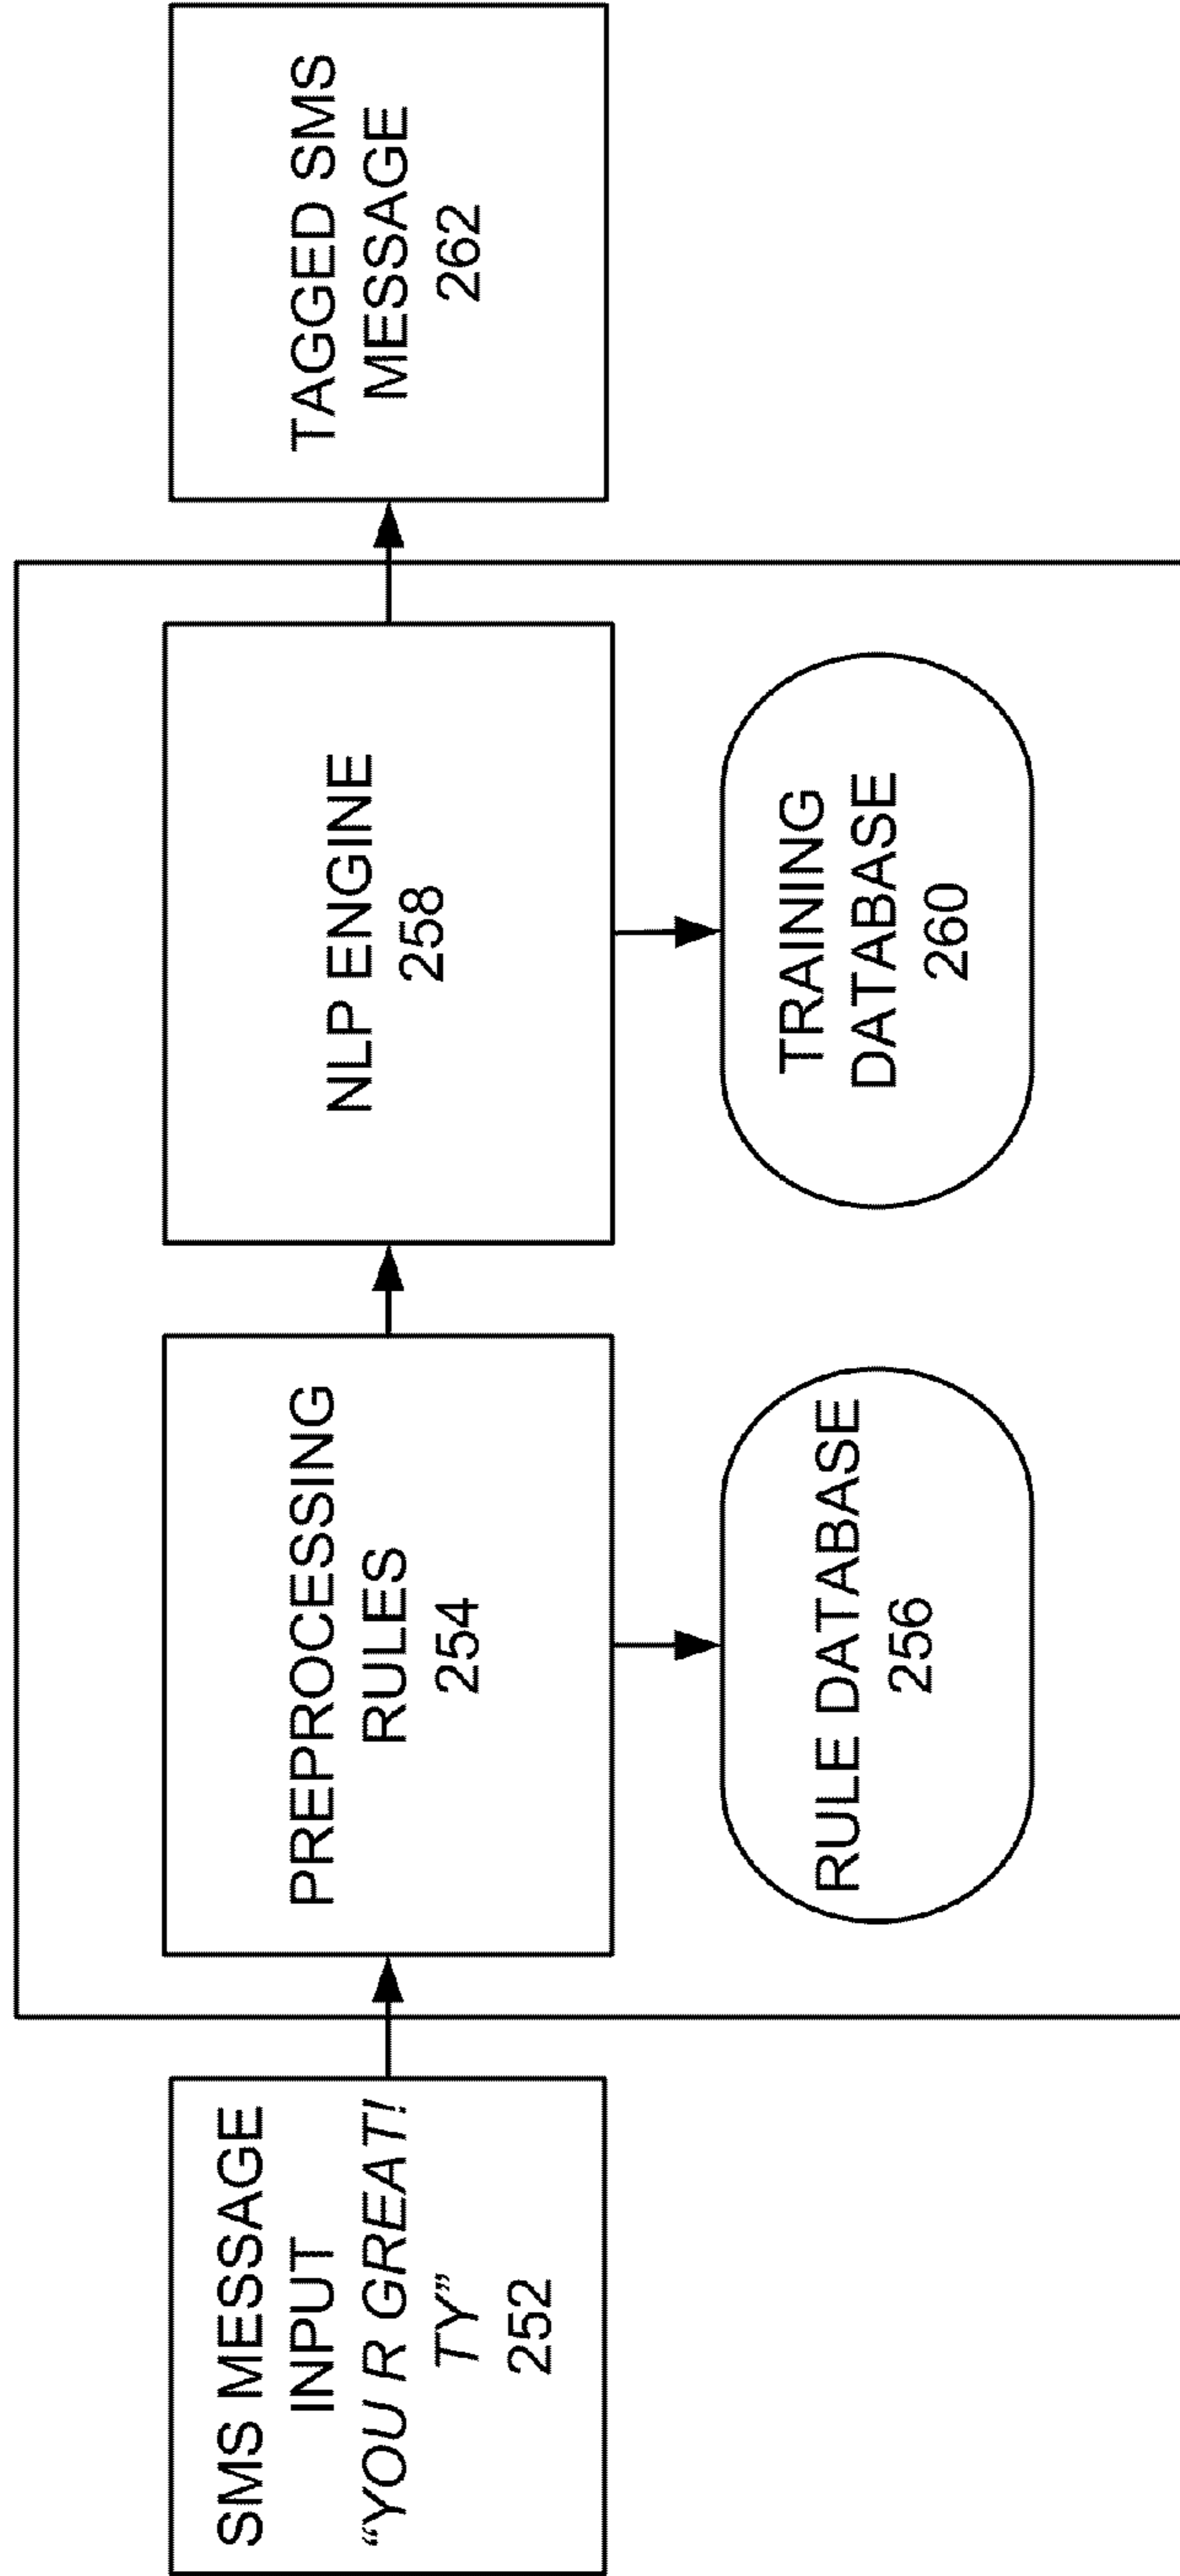 SMS MESSAGE
INPUT
“YOU R GREAT!
TY”
252
PREPROCESSING
RULES
254
RULE DATABASE
256
NLP ENGINE
258
TRAINING
DATABASE
260
TAGGED SMS
MESSAGE
262